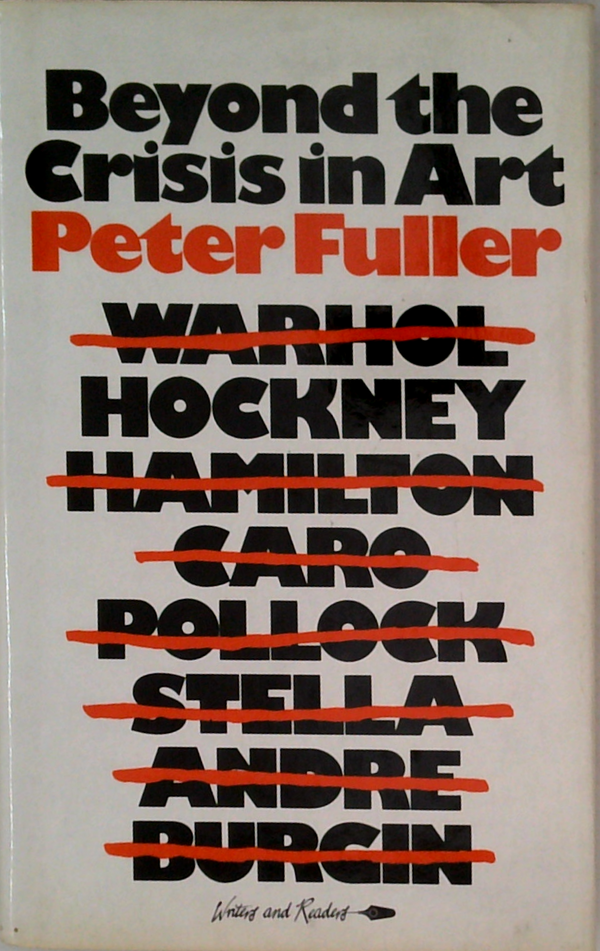 Beyond the
Crisis in Art
Peter Fuller
WARHOL
HOCKNEY
HAMILTON
CARO
POLLOCK
STELLA
ANDRE
BURGIN
Writers and Readers